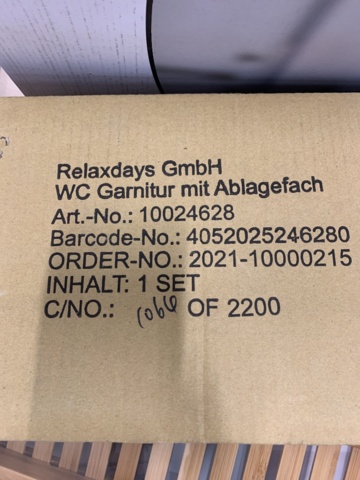 Relaxdays GmbH
WC Garnitur mit Ablagefach
Art.-No.: 10024628
Barcode-No.: 4052025246280
ORDER-NO.: 2021-10000215
INHALT: 1 SET
C/NO.: 1066 OF 2200